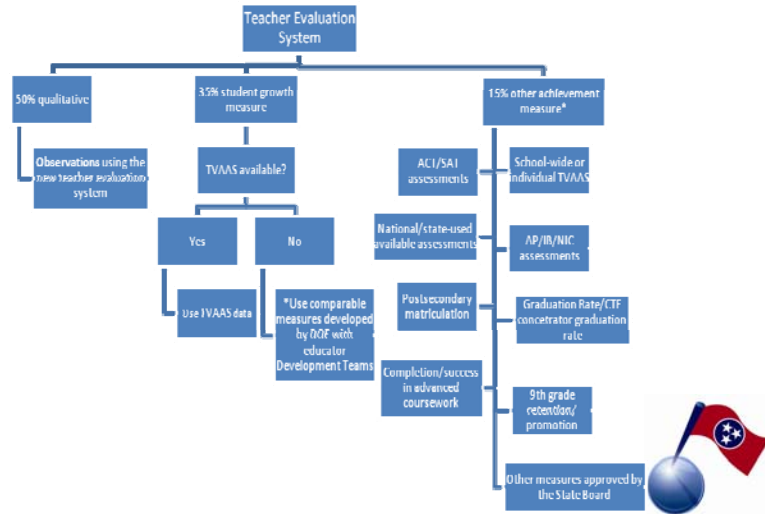 Teacher Evaluation
System
50% qualitative
35% student growth
measure
15% other achievement
measure*
Observations using the
new teacher evaluation
system
TVAAS available?
ACT/SAT
assessments
School-wide or
individual TVAAS
Yes
No
National/state-used
available assessments
AP/IB/NIC
assessments
Use TVAAS data
*Use comparable
measures developed
by DOE with
educator
Development Teams
Postsecondary
matriculation
Graduation Rate/CTE
concetrator graduation
rate
Completion/success
in advanced
coursework
9th grade
retention/
promotion
Other measures approved by
the State Board